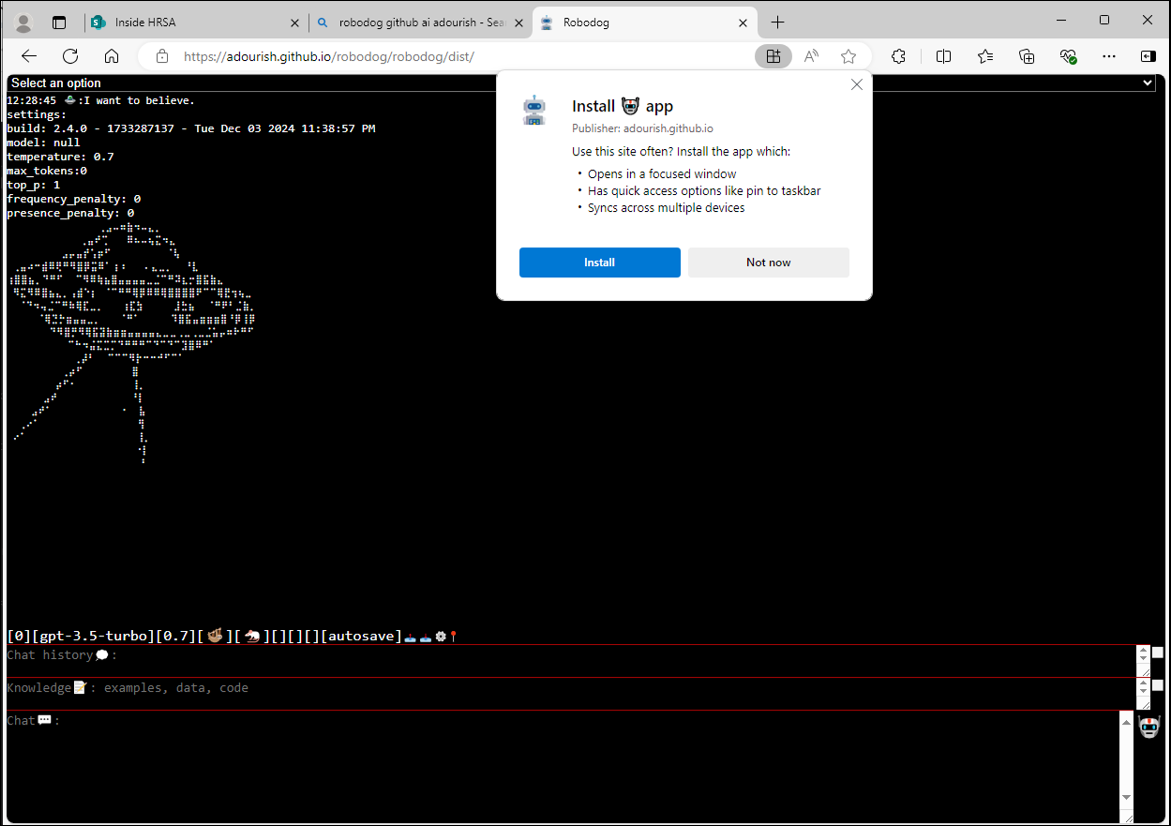 Inside HRSA
robodog github ai adourish - Sea
Robodog
https://adourish.github.io/robodog/robodog/dist/
Select an option
12:28:45 🛸:I want to believe.
settings:
build: 2.4.0 - 1733287137 - Tue Dec 03 2024 11:38:57 PM
model: null
temperature: 0.7
max_tokens:0
top_p: 1
frequency_penalty: 0
presence_penalty: 0
Install 🤖 app
Publisher: adourish.github.io
Use this site often? Install the app which:
• Opens in a focused window
• Has quick access options like pin to taskbar
• Syncs across multiple devices
Install
Not now
[0][gpt-3.5-turbo][0.7][🦥][🦡][][][][autosave]📥📤⚙️📍
Chat history💭:
Knowledge📝: examples, data, code
Chat💬: